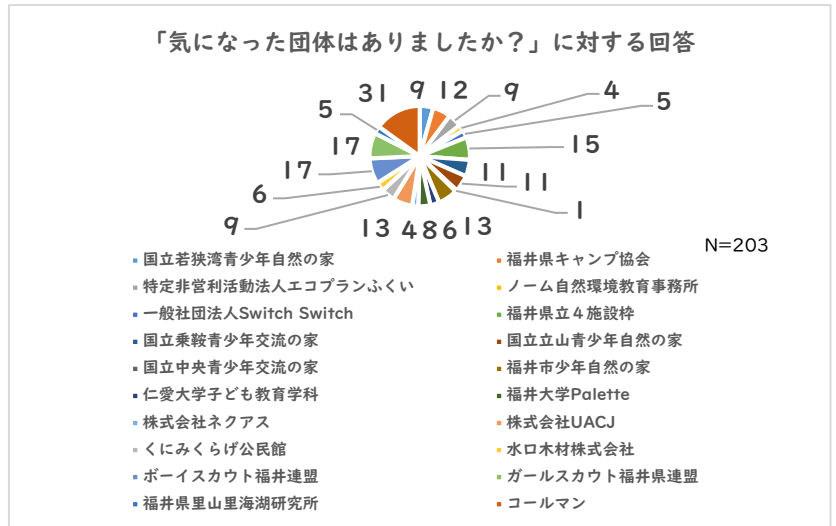 「気になった団体はありましたか？」に対する回答
31 9 12 9 4 5
5
17 15
17 11 11
6 1
9 13 4 8 6 13
N=203
国立若狭湾青少年自然の家 福井県キャンプ協会
特定非営利活動法人エコプランふくい ノーム自然環境教育事務所
一般社団法人Switch Switch 福井県立４施設枠
国立乗鞍青少年交流の家 国立立山青少年自然の家
国立中央青少年交流の家 福井市少年自然の家
仁愛大学子ども教育学科 福井大学Palette
株式会社ネクアス 株式会社UACJ
くにみくらげ公民館 水口木材株式会社
ボーイスカウト福井連盟 ガールスカウト福井県連盟
福井県里山里海湖研究所 コールマン